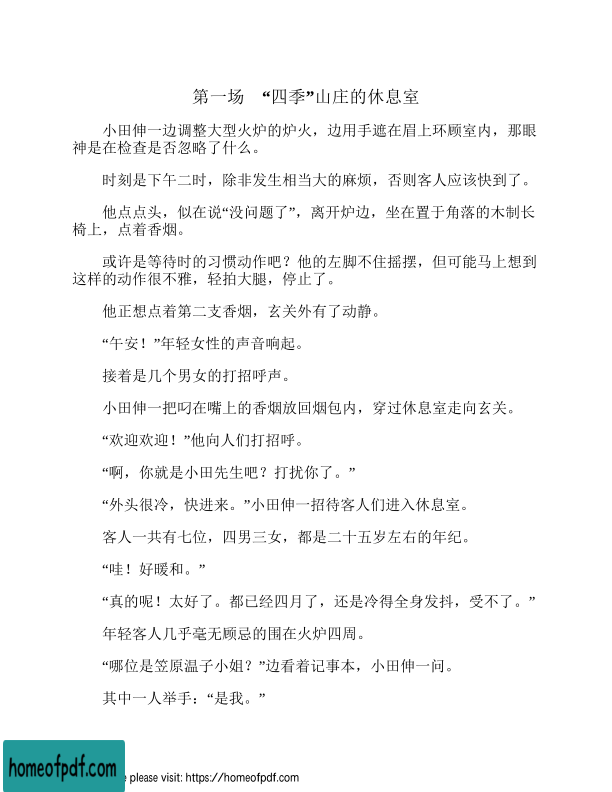 第一场 “四季”山庄的休息室
小田伸一边调整大型火炉的炉火，边用手遮在眉上环顾室内，那眼
神是在检查是否忽略了什么。
时刻是下午二时，除非发生相当大的麻烦，否则客人应该快到了。
他点点头，似在说“没问题了”，离开炉边，坐在置于角落的木制长
椅上，点着香烟。
或许是等待时的习惯动作吧？他的左脚不住摇摆，但可能马上想到
这样的动作很不雅，轻拍大腿，停止了。
他正想点着第二支香烟，玄关外有了动静。
“午安！”年轻女性的声音响起。
接着是几个男女的打招呼声。
小田伸一把叼在嘴上的香烟放回烟包内，穿过休息室走向玄关。
“欢迎欢迎！”他向人们打招呼。
“啊，你就是小田先生吧？打扰你了。”
“外头很冷，快进来。”小田伸一招待客人们进入休息室。
客人一共有七位，四男三女，都是二十五岁左右的年纪。
“哇！好暖和。”
“真的呢！太好了。都已经四月了，还是冷得全身发抖，受不了。”
年轻客人几乎毫无顾忌的围在火炉四周。
“哪位是笠原温子小姐？”边看着记事本，小田伸一问。
其中一人举手：“是我。”
homeofpdf.com
e please visit: https://homeofpdf.com